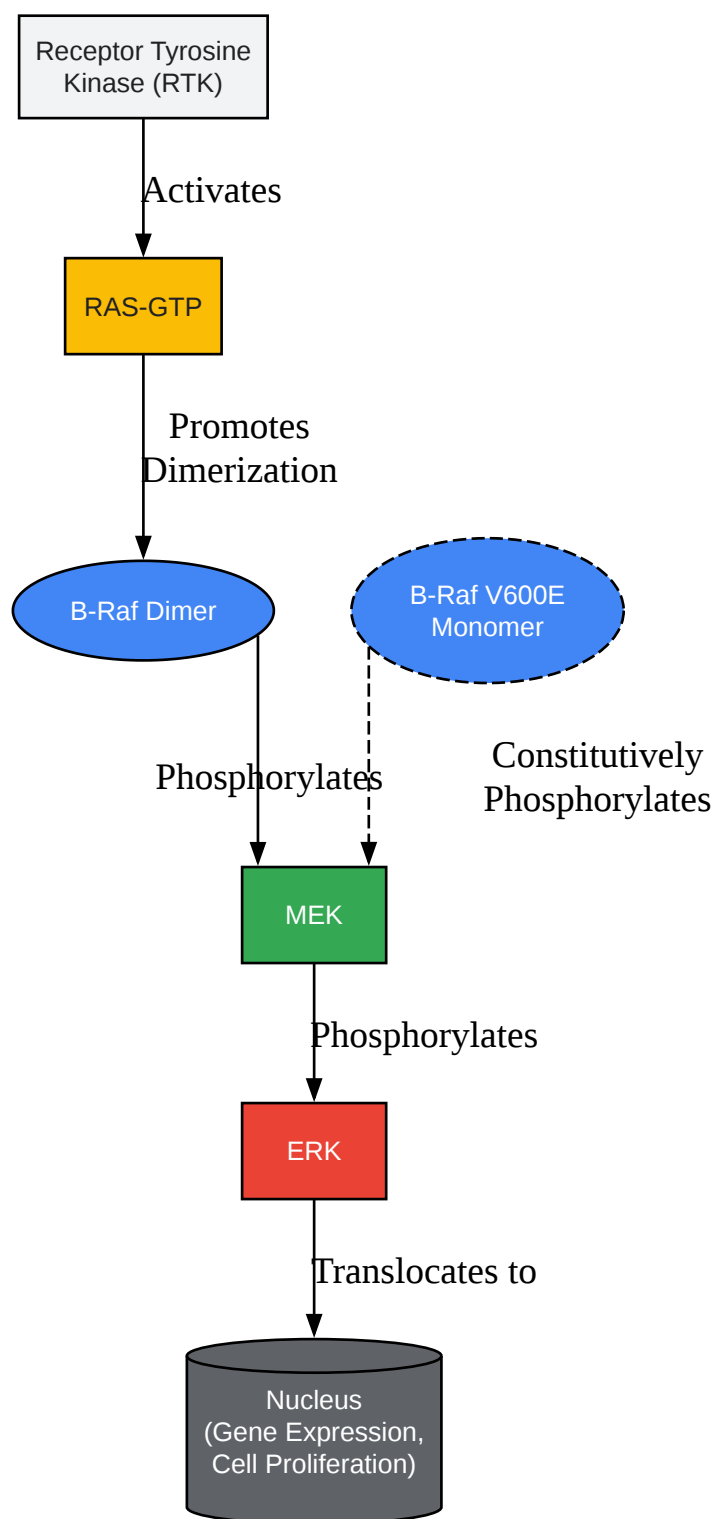 Receptor Tyrosine
Kinase (RTK)
Activates
RAS-GTP
Promotes
Dimerization
B-Raf Dimer
B-Raf V600E
Monomer
Phosphorylates
Constitutively
Phosphorylates
MEK
Phosphorylates
ERK
Translocates to
Nucleus
(Gene Expression,
Cell Proliferation)